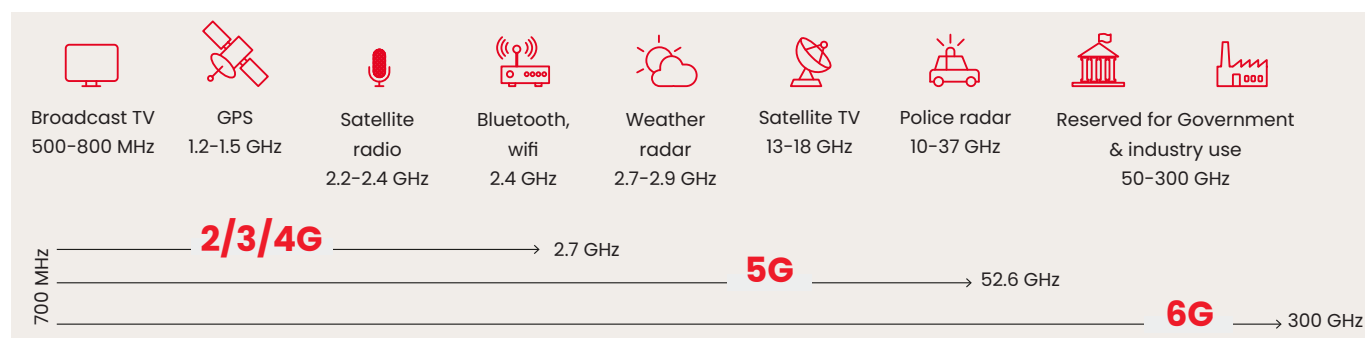 Broadcast TV
500-800 MHz
GPS
1.2-1.5 GHz
Satellite
radio
2.2-2.4 GHz
Bluetooth,
wifi
2.4 GHz
Weather
radar
2.7-2.9 GHz
Satellite TV
13-18 GHz
Police radar
10-37 GHz
Reserved for Government
& industry use
50-300 GHz
700 MHz
2/3/4G
2.7 GHz
5G
52.6 GHz
6G
300 GHz